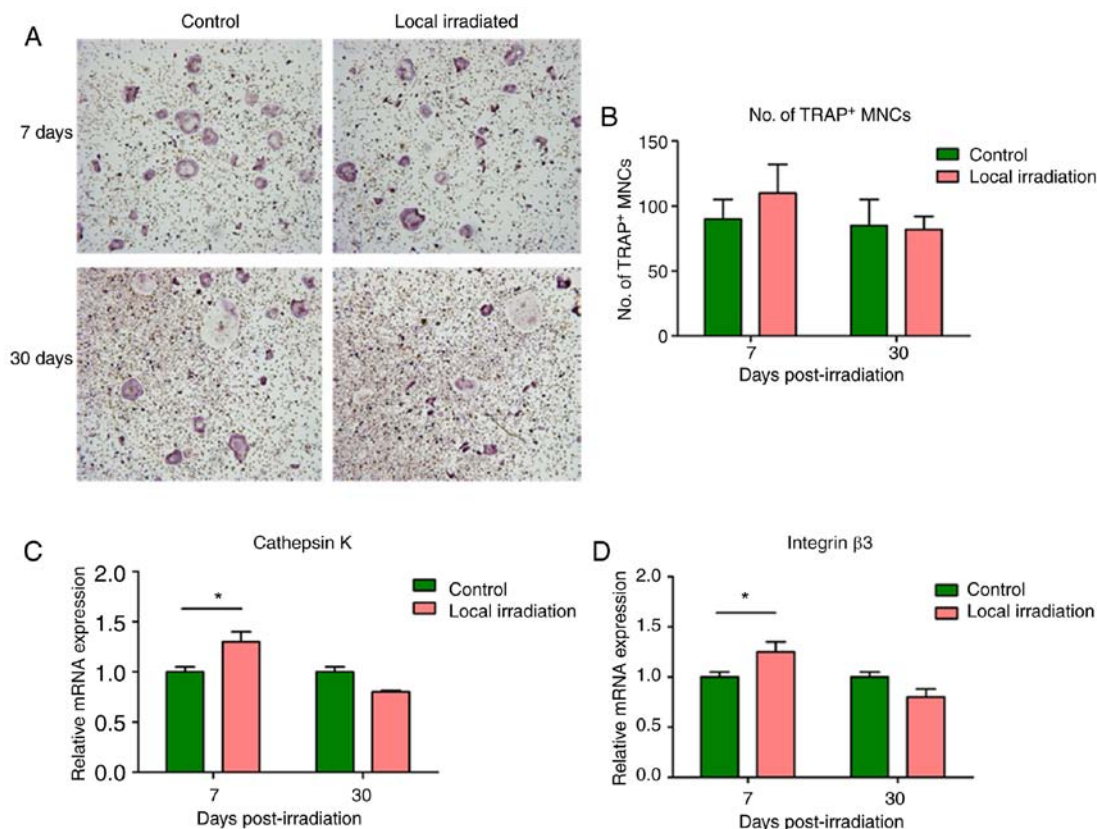 A
Control
Local irradiated
7 days
30 days
B
No. of TRAP⁺ MNCs
No. of TRAP⁺ MNCs
150
100
50
0
7
30
Days post-irradiation
Control
Local irradiation
C
Cathepsin K
Relative mRNA expression
2.0
1.5
1.0
0.5
0.0
*
7
30
Days post-irradiation
Control
Local irradiation
D
Integrin β3
Relative mRNA expression
2.0
1.5
1.0
0.5
0.0
*
7
30
Days post-irradiation
Control
Local irradiation